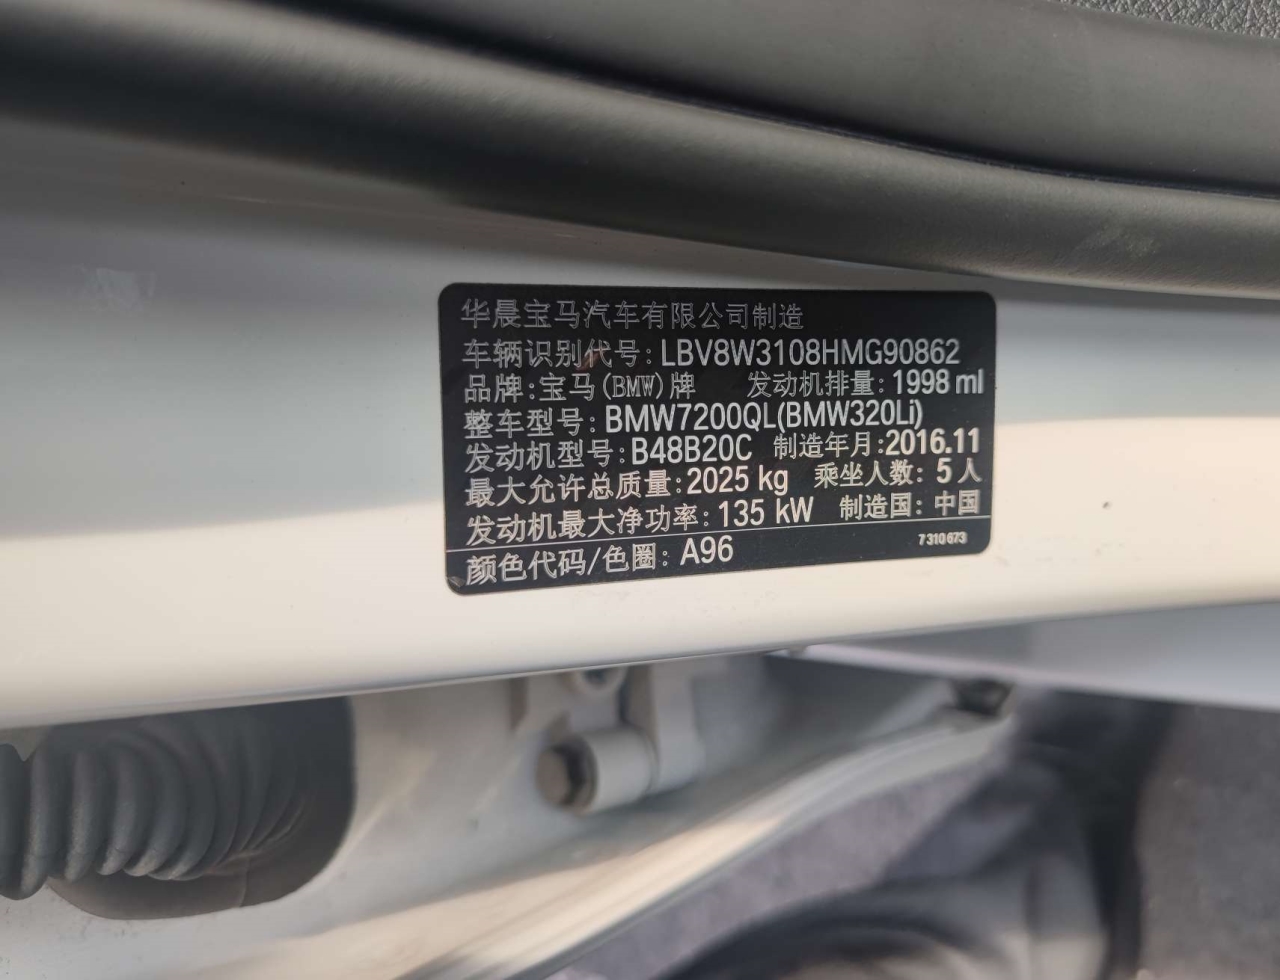 华晨宝马汽车有限公司制造
车辆识别代号: LBV8W3108HMG90862
品牌:宝马(BMW)牌 发动机排量: 1998 ml
整车型号: BMW7200QL(BMW320Li)
发动机型号: B48B20C 制造年月:2016.11
最大允许总质量: 2025 kg 乘坐人数: 5人
发动机最大净功率: 135 kW 制造国: 中国
颜色代码/色圈: A96 7310673